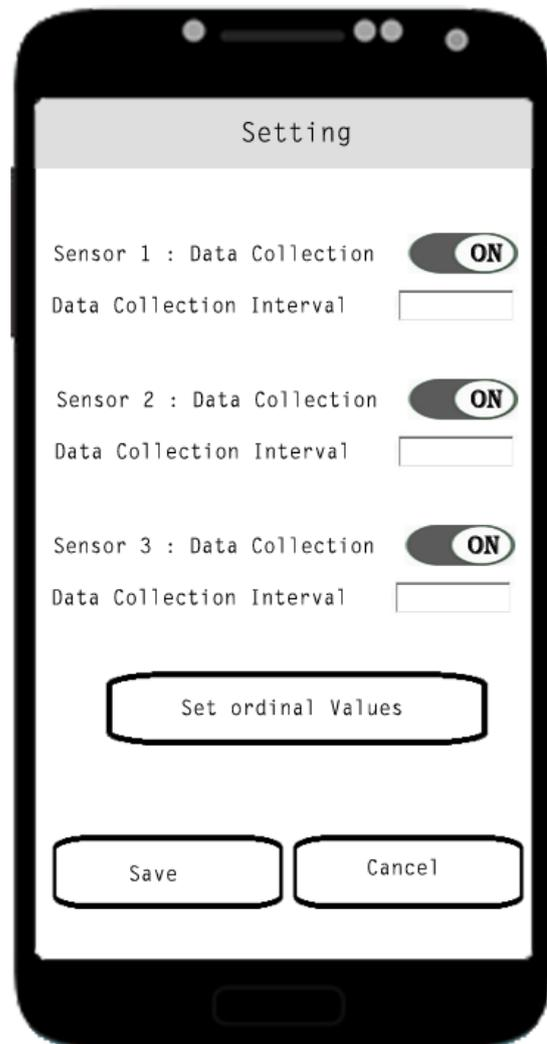 Setting
Sensor 1 : Data Collection ON
Data Collection Interval
Sensor 2 : Data Collection ON
Data Collection Interval
Sensor 3 : Data Collection ON
Data Collection Interval
Set ordinal Values
Save Cancel